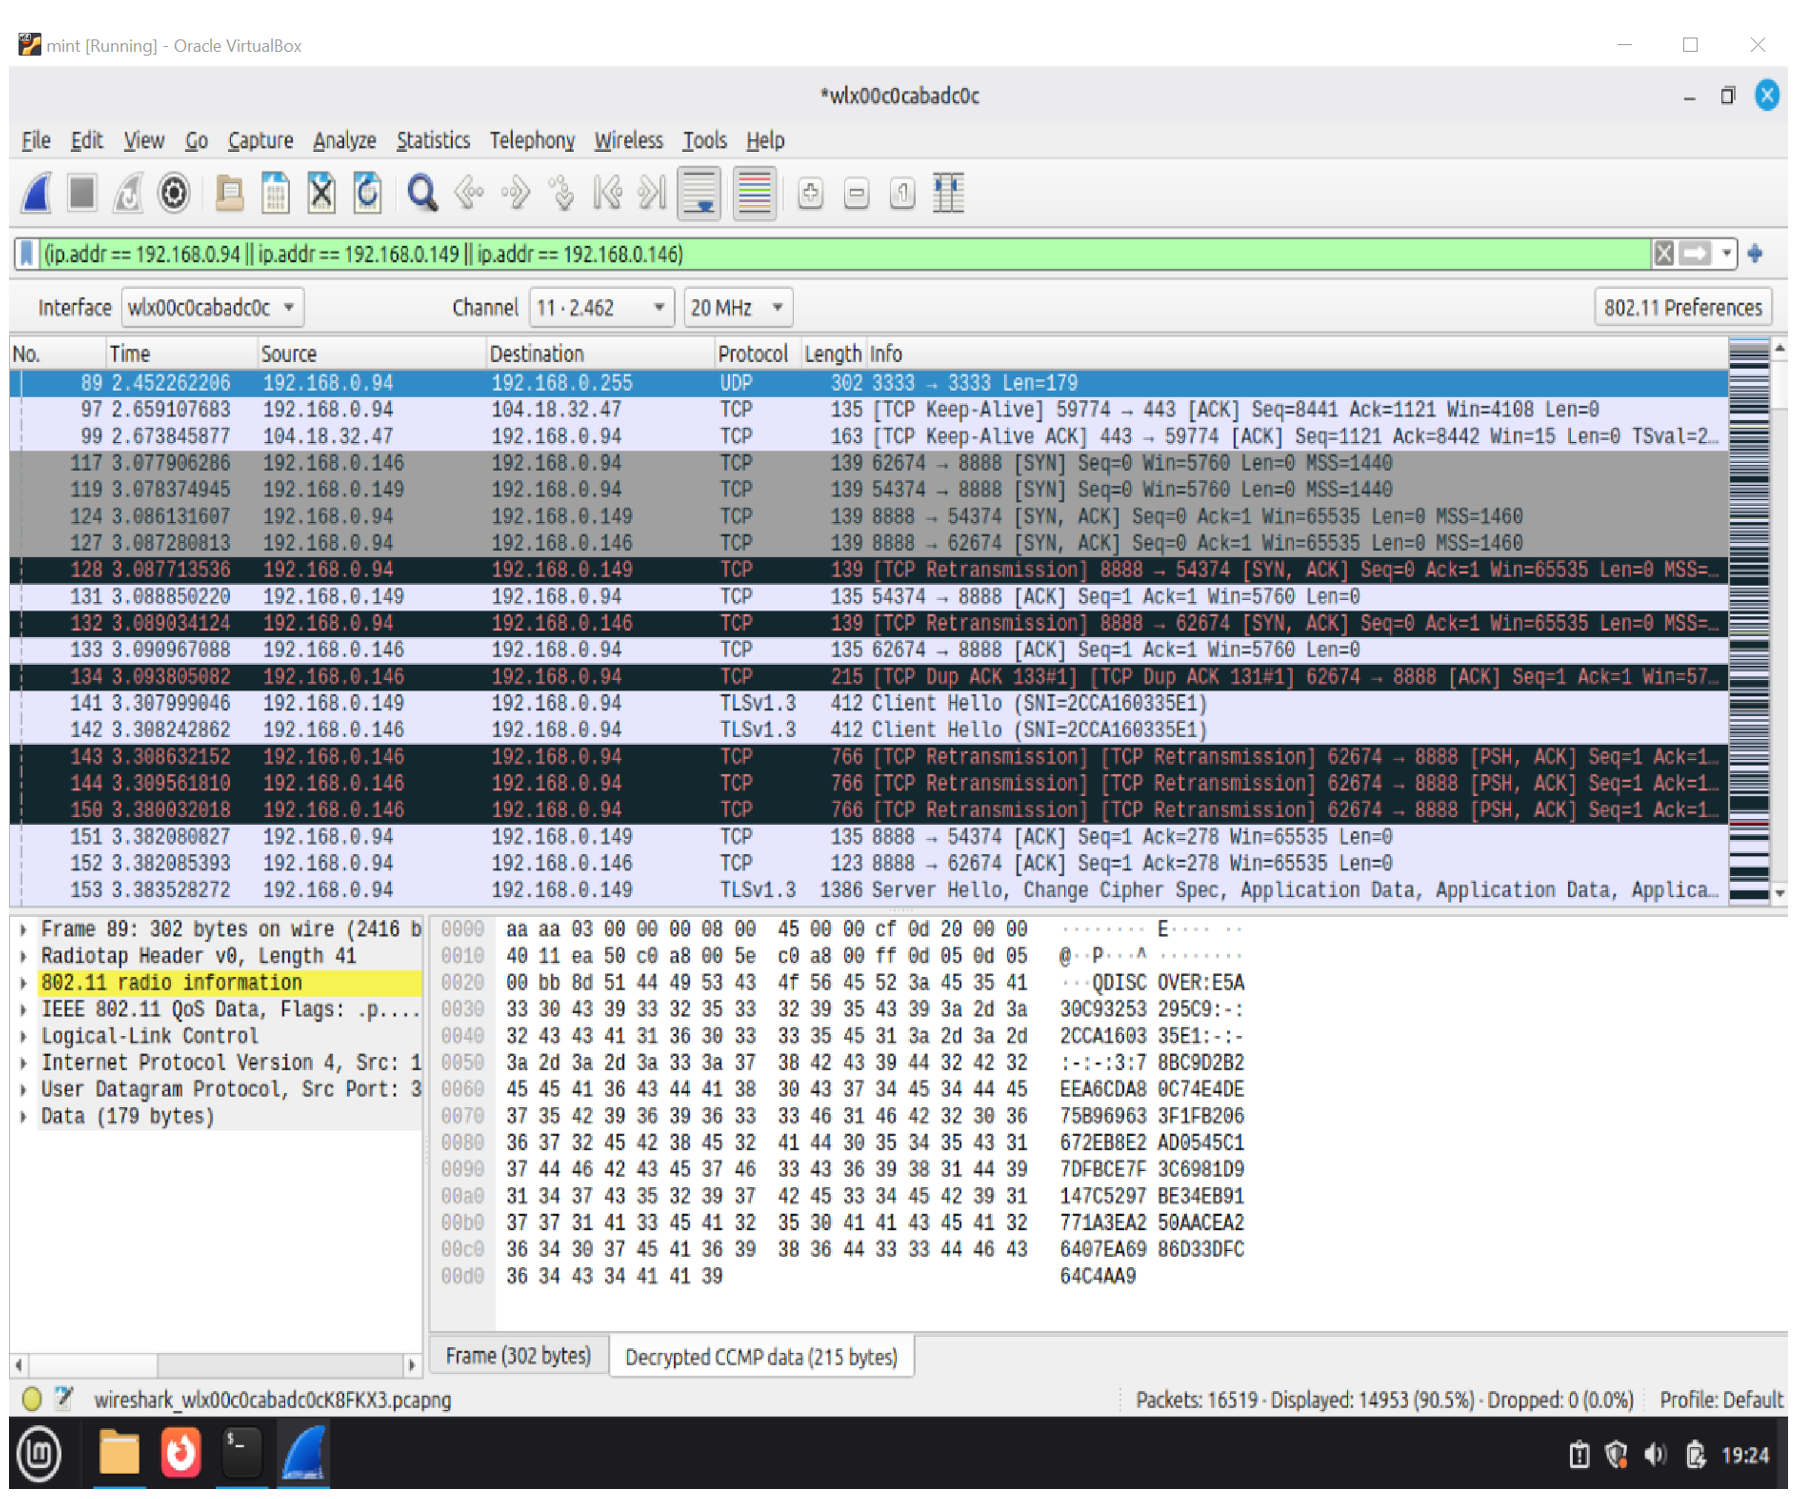 mint [Running] - Oracle VirtualBox
*wlx00c0cabadc0c
File Edit View Go Capture Analyze Statistics Telephony Wireless Tools Help
(ip.addr == 192.168.0.94 || ip.addr == 192.168.0.149 || ip.addr == 192.168.0.146)
Interface wlx00c0cabadc0c Channel 11 · 2.462 20 MHz 802.11 Preferences
No. Time Source Destination Protocol Length Info
89 2.452262206 192.168.0.94 192.168.0.255 UDP 302 3333 → 3333 Len=179
97 2.659107683 192.168.0.94 104.18.32.47 TCP 135 [TCP Keep-Alive] 59774 → 443 [ACK] Seq=8441 Ack=1121 Win=4108 Len=0
99 2.673845877 104.18.32.47 192.168.0.94 TCP 163 [TCP Keep-Alive ACK] 443 → 59774 [ACK] Seq=1121 Ack=8442 Win=15 Len=0 TSval=2…
117 3.077906286 192.168.0.146 192.168.0.94 TCP 139 62674 → 8888 [SYN] Seq=0 Win=5760 Len=0 MSS=1440
119 3.078374945 192.168.0.149 192.168.0.94 TCP 139 54374 → 8888 [SYN] Seq=0 Win=5760 Len=0 MSS=1440
124 3.086131607 192.168.0.94 192.168.0.149 TCP 139 8888 → 54374 [SYN, ACK] Seq=0 Ack=1 Win=65535 Len=0 MSS=1460
127 3.087280813 192.168.0.94 192.168.0.146 TCP 139 8888 → 62674 [SYN, ACK] Seq=0 Ack=1 Win=65535 Len=0 MSS=1460
128 3.087713536 192.168.0.94 192.168.0.149 TCP 139 [TCP Retransmission] 8888 → 54374 [SYN, ACK] Seq=0 Ack=1 Win=65535 Len=0 MSS=…
131 3.088850220 192.168.0.149 192.168.0.94 TCP 135 54374 → 8888 [ACK] Seq=1 Ack=1 Win=5760 Len=0
132 3.089034124 192.168.0.94 192.168.0.146 TCP 139 [TCP Retransmission] 8888 → 62674 [SYN, ACK] Seq=0 Ack=1 Win=65535 Len=0 MSS=…
133 3.090967088 192.168.0.146 192.168.0.94 TCP 135 62674 → 8888 [ACK] Seq=1 Ack=1 Win=5760 Len=0
134 3.093805082 192.168.0.146 192.168.0.94 TCP 215 [TCP Dup ACK 133#1] [TCP Dup ACK 131#1] 62674 → 8888 [ACK] Seq=1 Ack=1 Win=57…
141 3.307999046 192.168.0.149 192.168.0.94 TLSv1.3 412 Client Hello (SNI=2CCA160335E1)
142 3.308242862 192.168.0.146 192.168.0.94 TLSv1.3 412 Client Hello (SNI=2CCA160335E1)
143 3.308632152 192.168.0.146 192.168.0.94 TCP 766 [TCP Retransmission] [TCP Retransmission] 62674 → 8888 [PSH, ACK] Seq=1 Ack=1…
144 3.309561810 192.168.0.146 192.168.0.94 TCP 766 [TCP Retransmission] [TCP Retransmission] 62674 → 8888 [PSH, ACK] Seq=1 Ack=1…
150 3.380032018 192.168.0.146 192.168.0.94 TCP 766 [TCP Retransmission] [TCP Retransmission] 62674 → 8888 [PSH, ACK] Seq=1 Ack=1…
151 3.382080827 192.168.0.94 192.168.0.149 TCP 135 8888 → 54374 [ACK] Seq=1 Ack=278 Win=65535 Len=0
152 3.382085393 192.168.0.94 192.168.0.146 TCP 123 8888 → 62674 [ACK] Seq=1 Ack=278 Win=65535 Len=0
153 3.383528272 192.168.0.94 192.168.0.149 TLSv1.3 1386 Server Hello, Change Cipher Spec, Application Data, Application Data, Applica…
Frame 89: 302 bytes on wire (2416 b
Radiotap Header v0, Length 41
802.11 radio information
IEEE 802.11 QoS Data, Flags: .p....
Logical-Link Control
Internet Protocol Version 4, Src: 1
User Datagram Protocol, Src Port: 3
Data (179 bytes)
0000 aa aa 03 00 00 00 08 00 45 00 00 cf 0d 20 00 00 ········ E···· ··
0010 40 11 ea 50 c0 a8 00 5e c0 a8 00 ff 0d 05 0d 05 @··P···^ ········
0020 00 bb 8d 51 44 49 53 43 4f 56 45 52 3a 45 35 41 ···QDISC OVER:E5A
0030 33 30 43 39 33 32 35 33 32 39 35 43 39 3a 2d 3a 30C93253 295C9:-:
0040 32 43 43 41 31 36 30 33 33 35 45 31 3a 2d 3a 2d 2CCA1603 35E1:-:-
0050 3a 2d 3a 2d 3a 33 3a 37 38 42 43 39 44 32 42 32 :-:-:3:7 8BC9D2B2
0060 45 45 41 36 43 44 41 38 30 43 37 34 45 34 44 45 EEA6CDA8 0C74E4DE
0070 37 35 42 39 36 39 36 33 33 46 31 46 42 32 30 36 75B96963 3F1FB206
0080 36 37 32 45 42 38 45 32 41 44 30 35 34 35 43 31 672EB8E2 AD0545C1
0090 37 44 46 42 43 45 37 46 33 43 36 39 38 31 44 39 7DFBCE7F 3C6981D9
00a0 31 34 37 43 35 32 39 37 42 45 33 34 45 42 39 31 147C5297 BE34EB91
00b0 37 37 31 41 33 45 41 32 35 30 41 41 43 45 41 32 771A3EA2 50AACEA2
00c0 36 34 30 37 45 41 36 39 38 36 44 33 33 44 46 43 6407EA69 86D33DFC
00d0 36 34 43 34 41 41 39 64C4AA9
Frame (302 bytes) Decrypted CCMP data (215 bytes)
wireshark_wlx00c0cabadc0cK8FKX3.pcapng Packets: 16519 · Displayed: 14953 (90.5%) · Dropped: 0 (0.0%) Profile: Default
19:24